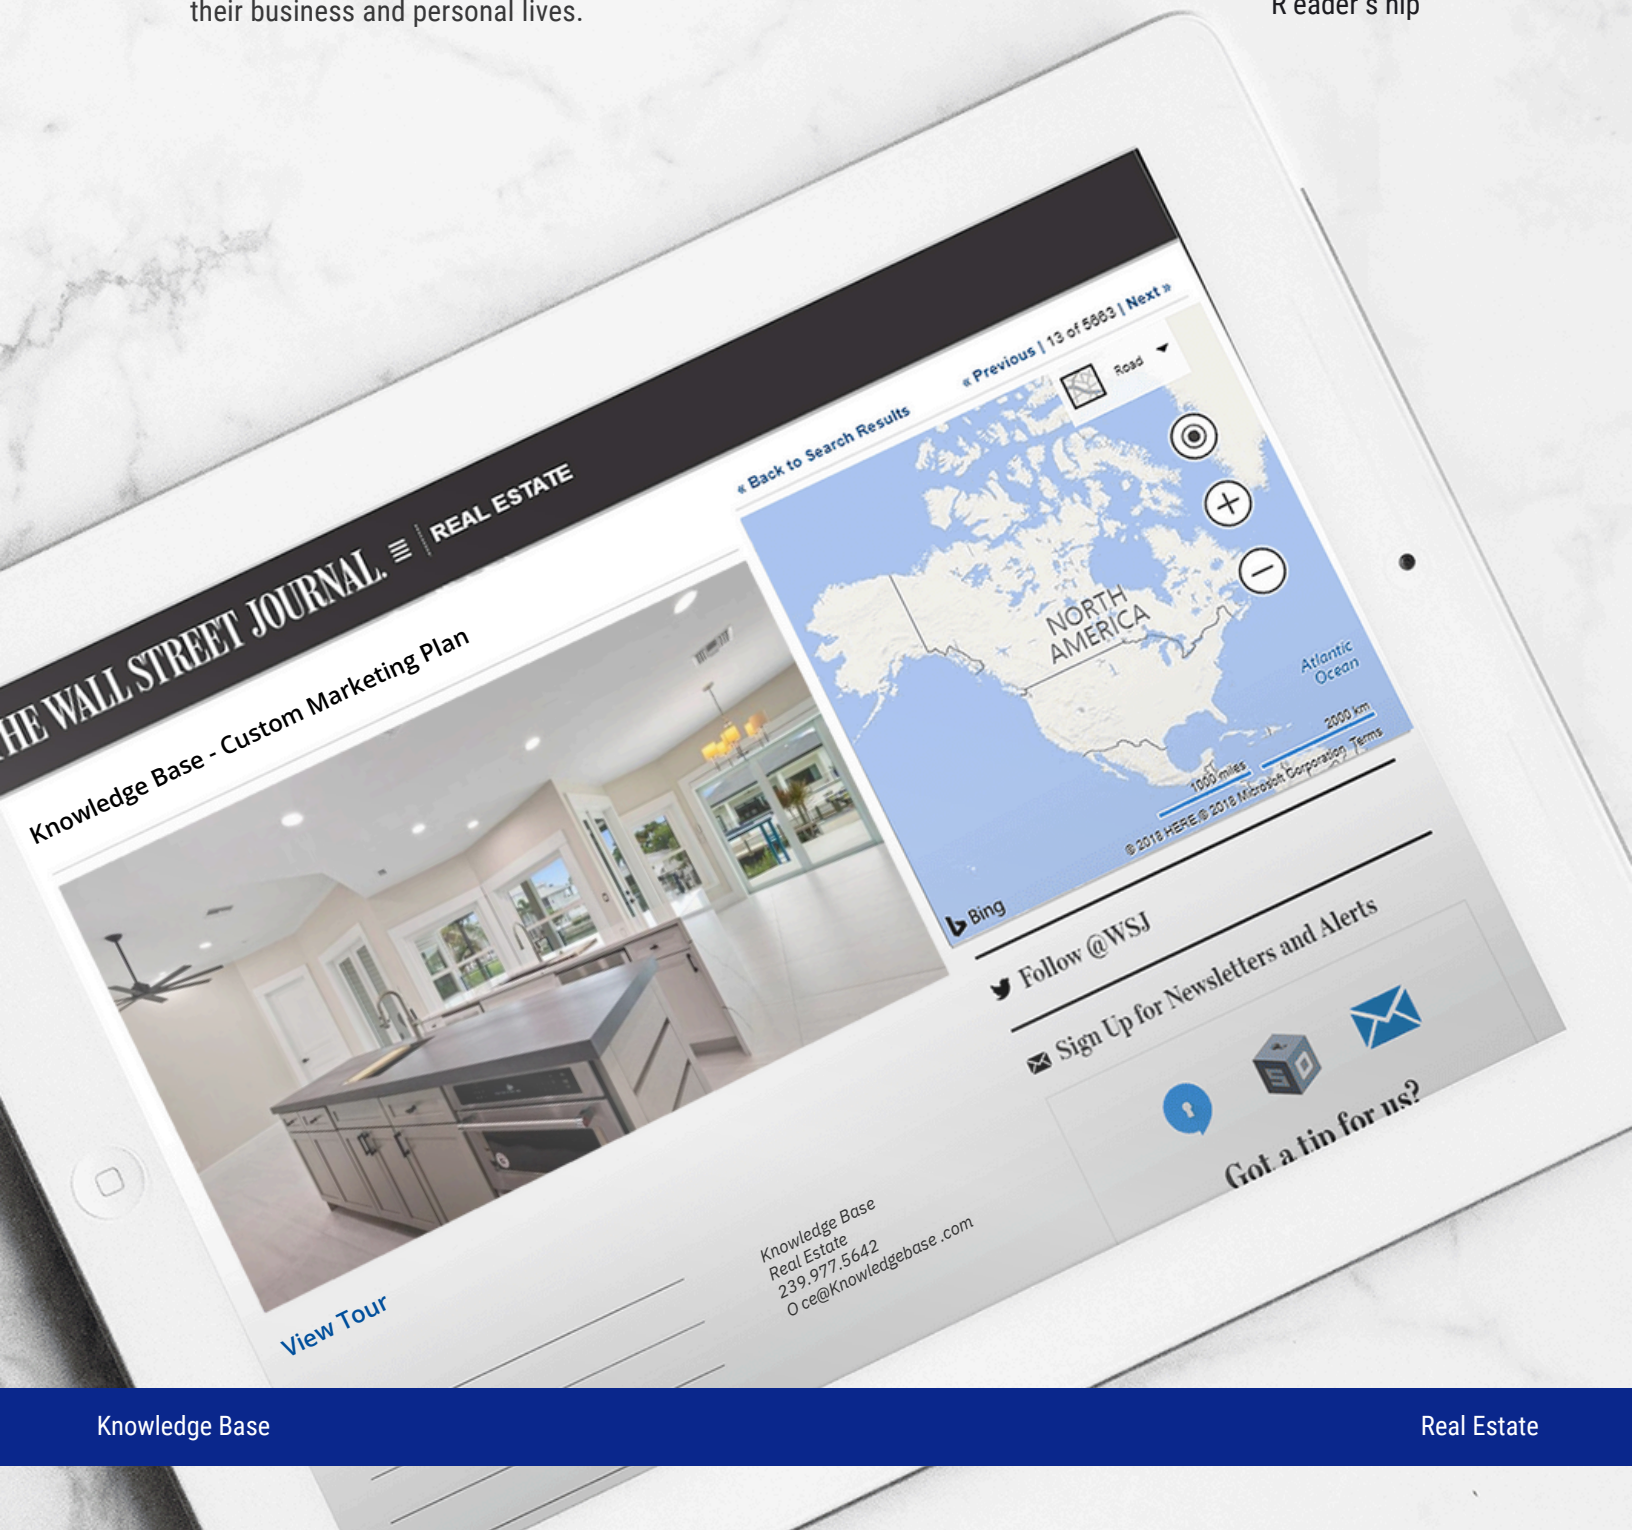 their business and personal lives.
R eader s hip
THE WALL STREET JOURNAL.
REAL ESTATE
« Back to Search Results
« Previous | 13 of 5663 | Next »
Knowledge Base - Custom Marketing Plan
Road
NORTH
AMERICA
Atlantic
Ocean
2000 km
1000 miles
© 2018 HERE © 2018 Microsoft Corporation Terms
Bing
Follow @WSJ
Sign Up for Newsletters and Alerts
S
D
Got a tip for us?
View Tour
Knowledge Base
Real Estate
239.977.5642
O ce@Knowledgebase .com
Knowledge Base
Real Estate